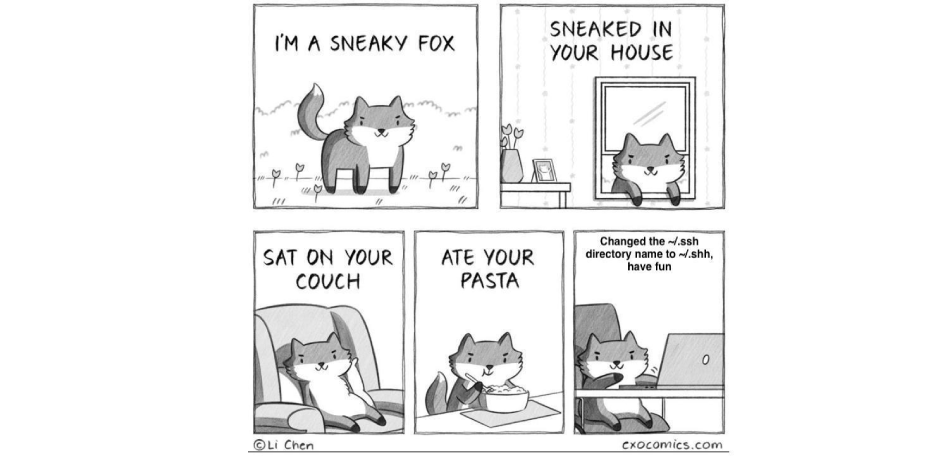 I'M A SNEAKY FOX
SNEAKED IN
YOUR HOUSE
SAT ON YOUR
COUCH
ATE YOUR
PASTA
Changed the ~/.ssh
directory name to ~/.shh,
have fun
©Li Chen
exocomics.com